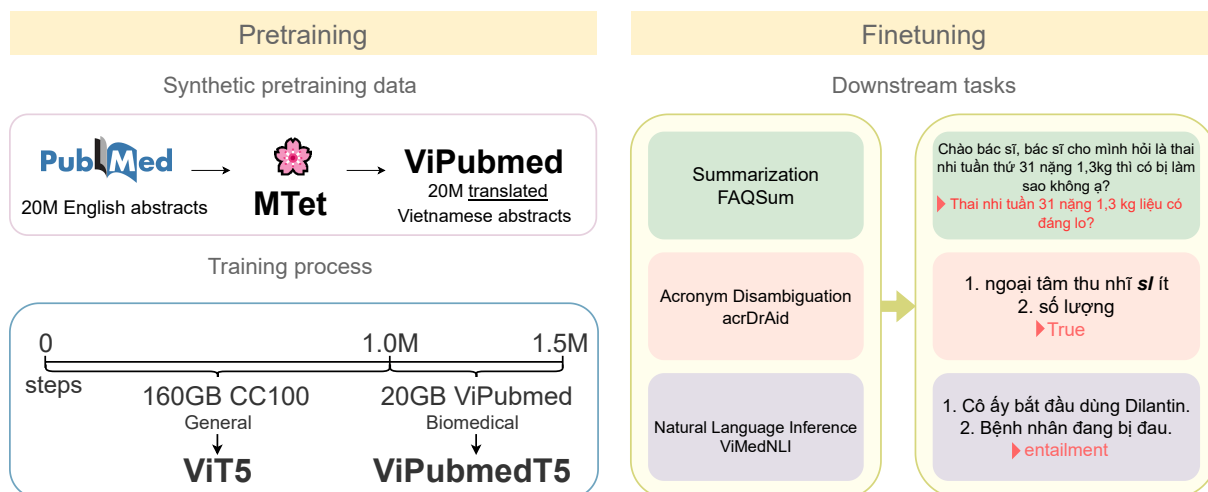 Pretraining
Synthetic pretraining data
PubMed
20M English abstracts
MTet
ViPubmed
20M translated
Vietnamese abstracts
Training process
0
1.0M
1.5M
steps
160GB CC100
General
ViT5
20GB ViPubmed
Biomedical
ViPubmedT5
Finetuning
Downstream tasks
Summarization
FAQSum
Chào bác sĩ, bác sĩ cho mình hỏi là thai
nhi tuần thứ 31 nặng 1,3kg thì có bị làm
sao không ạ?
Thai nhi tuần 31 nặng 1,3 kg liệu có
đáng lo?
Acronym Disambiguation
acrDrAid
1. ngoại tâm thu nhĩ sl ít
2. số lượng
True
Natural Language Inference
ViMedNLI
1. Cô ấy bắt đầu dùng Dilantin.
2. Bệnh nhân đang bị đau.
entailment